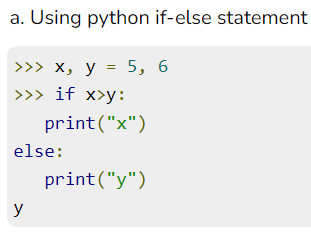 a. Using python if-else statement
>>> x, y = 5, 6
>>> if x>y:
   print("x")
else:
   print("y")
y